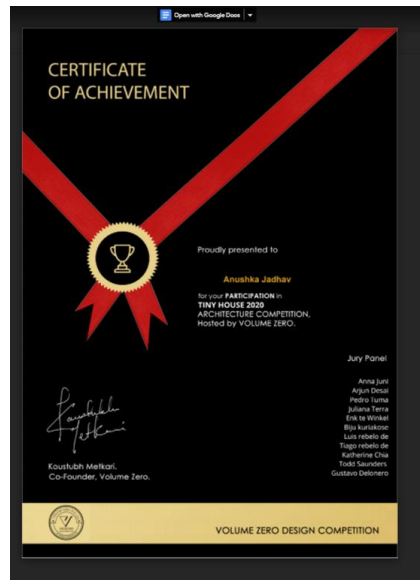 Open with Google Docs
CERTIFICATE
OF ACHIEVEMENT
Proudly presented to
Anushka Jadhav
for your PARTICIPATION in
TINY HOUSE 2020
ARCHITECTURE COMPETITION,
Hosted by VOLUME ZERO.
Jury Panel
Anna Juni
Arjun Desai
Pedro Tuma
Juliana Terra
Enk te Winkel
Biju kuriakose
Luis rebelo de
Tiago rebelo de
Katherine Chia
Todd Saunders
Gustavo Delonero
Koustubh Metkari
Koustubh Metkari.
Co-Founder, Volume Zero.
VOLUME ZERO DESIGN COMPETITION